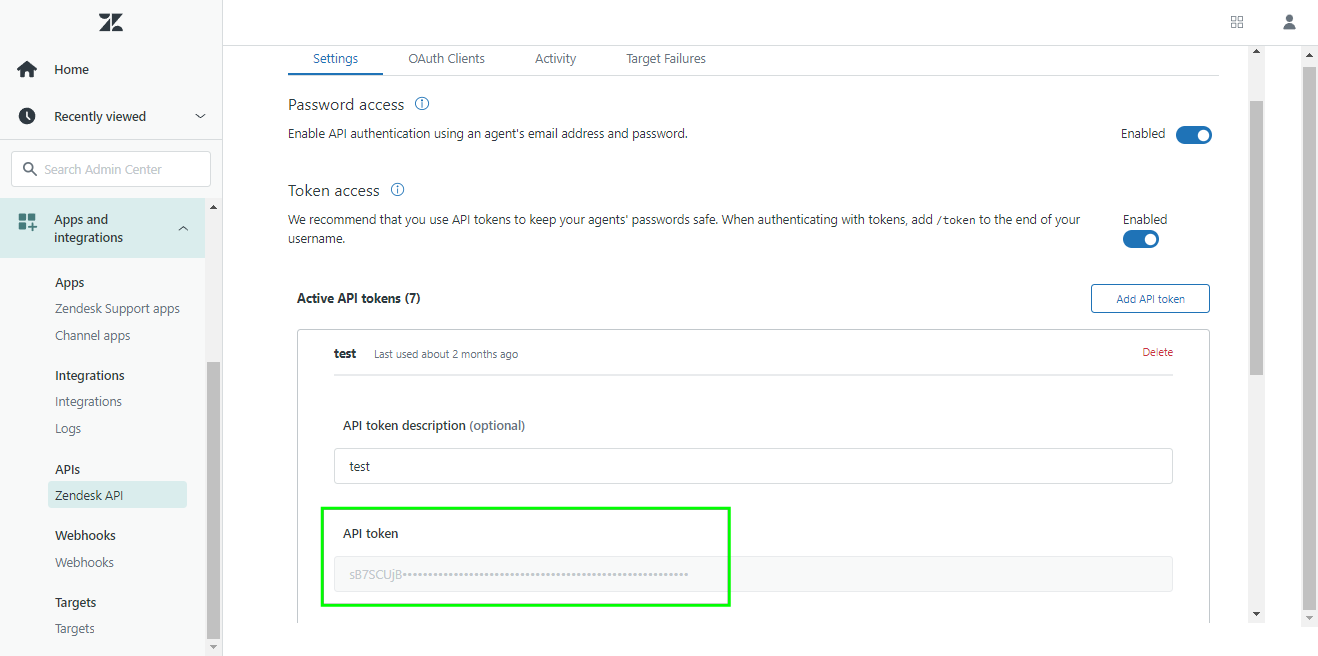 Home
Recently viewed
Search Admin Center
Apps and
integrations
Apps
Zendesk Support apps
Channel apps
Integrations
Integrations
Logs
APIs
Zendesk API
Webhooks
Webhooks
Targets
Targets
Settings OAuth Clients Activity Target Failures
Password access
Enable API authentication using an agent's email address and password. Enabled
Token access
We recommend that you use API tokens to keep your agents' passwords safe. When authenticating with tokens, add /token to the end of your Enabled
username.
Active API tokens (7) Add API token
test Last used about 2 months ago Delete
API token description (optional)
test
API token
sB7SCUjB••••••••••••••••••••••••••••••••••••••••••••••••••••••••